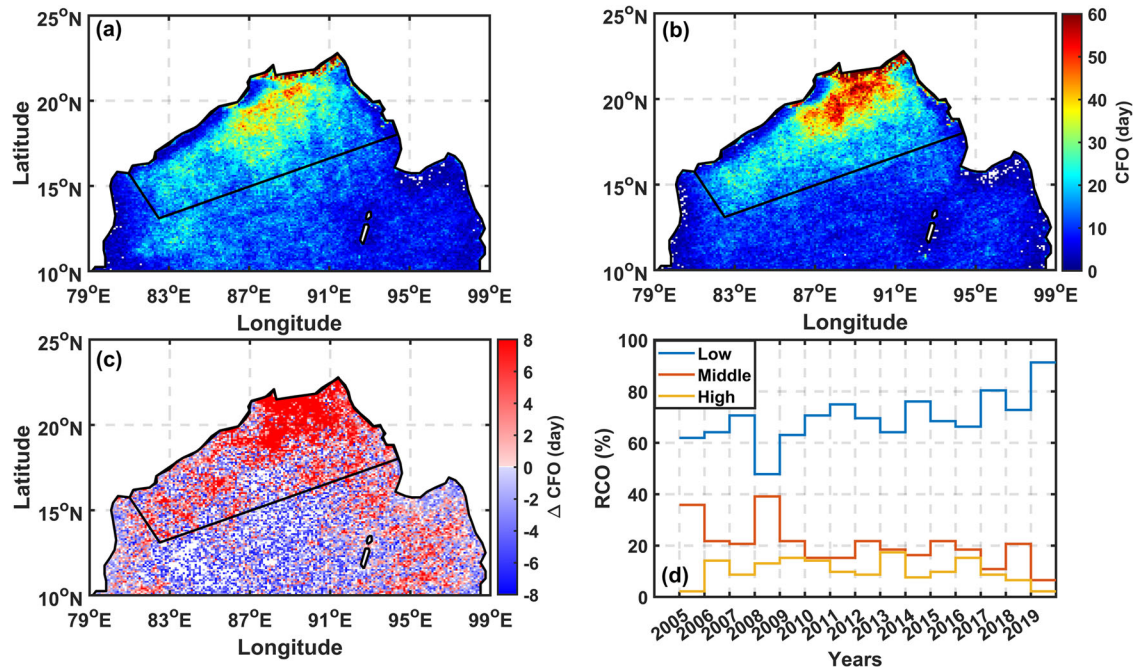 25°N
(a)
20°N
15°N
10°N
Latitude
79°E 83°E 87°E 91°E 95°E 99°E
Longitude
25°N
(b)
20°N
15°N
10°N
Latitude
79°E 83°E 87°E 91°E 95°E 99°E
Longitude
60
50
40
30
20
10
0
CFO (day)
25°N
(c)
20°N
15°N
10°N
Latitude
79°E 83°E 87°E 91°E 95°E 99°E
Longitude
8
6
4
2
0
-2
-4
-6
-8
Δ CFO (day)
100
80
60
40
20
0
RCO (%)
Low
Middle
High
(d)
2005 2006 2007 2008 2009 2010 2011 2012 2013 2014 2015 2016 2017 2018 2019
Years